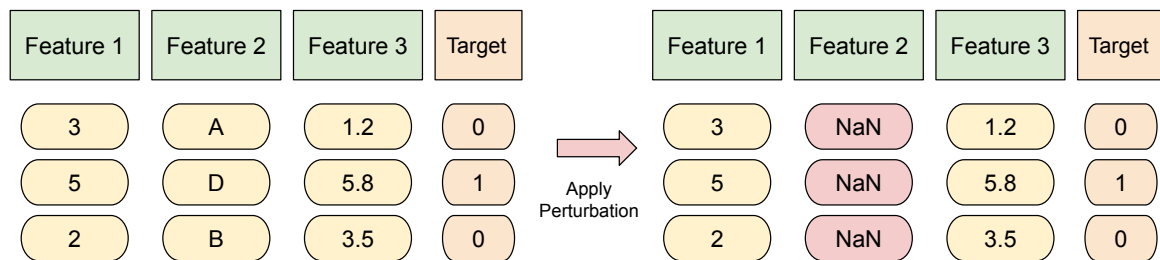 Feature 1 Feature 2 Feature 3 Target Feature 1 Feature 2 Feature 3 Target
3 A 1.2 0 3 NaN 1.2 0
5 D 5.8 1 5 NaN 5.8 1
Apply
Perturbation
2 B 3.5 0 2 NaN 3.5 0